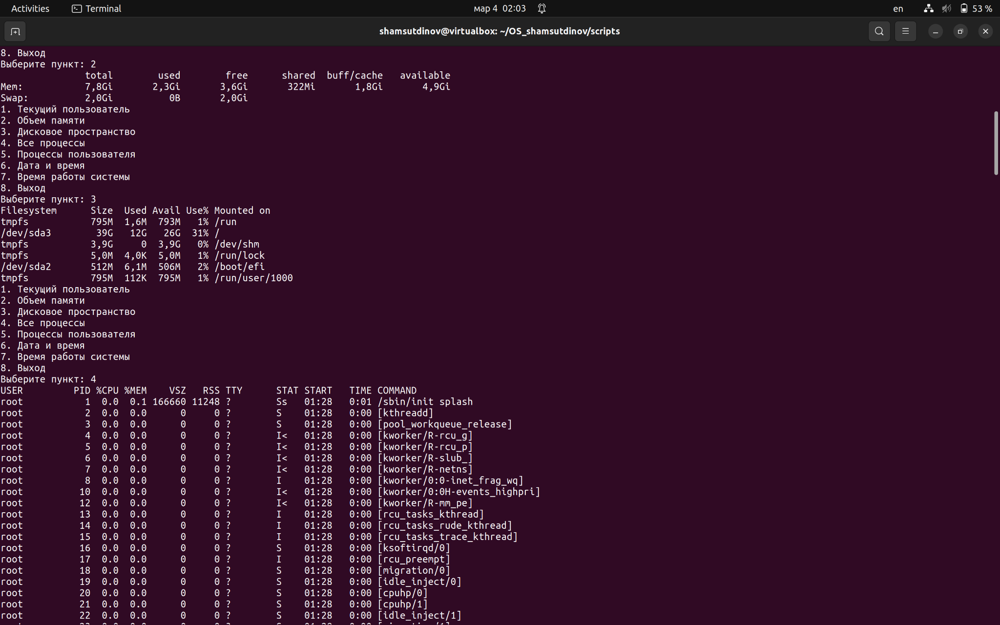 Activities Terminal мар 4 02:03 en 53 %
shamsutdinov@virtualbox: ~/OS_shamsutdinov/scripts
8. Выход
Выберите пункт: 2
total used free shared buff/cache available
Mem: 7,8Gi 2,3Gi 3,6Gi 322Mi 1,8Gi 4,9Gi
Swap: 2,0Gi 0B 2,0Gi
1. Текущий пользователь
2. Объем памяти
3. Дисковое пространство
4. Все процессы
5. Процессы пользователя
6. Дата и время
7. Время работы системы
8. Выход
Выберите пункт: 3
Filesystem Size Used Avail Use% Mounted on
tmpfs 795M 1,6M 793M 1% /run
/dev/sda3 39G 12G 26G 31% /
tmpfs 3,9G 0 3,9G 0% /dev/shm
tmpfs 5,0M 4,0K 5,0M 1% /run/lock
/dev/sda2 512M 6,1M 506M 2% /boot/efi
tmpfs 795M 112K 795M 1% /run/user/1000
1. Текущий пользователь
2. Объем памяти
3. Дисковое пространство
4. Все процессы
5. Процессы пользователя
6. Дата и время
7. Время работы системы
8. Выход
Выберите пункт: 4
USER PID %CPU %MEM VSZ RSS TTY STAT START TIME COMMAND
root 1 0.0 0.1 166660 11248 ? Ss 01:28 0:01 /sbin/init splash
root 2 0.0 0.0 0 0 ? S 01:28 0:00 [kthreadd]
root 3 0.0 0.0 0 0 ? S 01:28 0:00 [pool_workqueue_release]
root 4 0.0 0.0 0 0 ? I< 01:28 0:00 [kworker/R-rcu_g]
root 5 0.0 0.0 0 0 ? I< 01:28 0:00 [kworker/R-rcu_p]
root 6 0.0 0.0 0 0 ? I< 01:28 0:00 [kworker/R-slub_]
root 7 0.0 0.0 0 0 ? I< 01:28 0:00 [kworker/R-netns]
root 8 0.0 0.0 0 0 ? I 01:28 0:00 [kworker/0:0-inet_frag_wq]
root 10 0.0 0.0 0 0 ? I< 01:28 0:00 [kworker/0:0H-events_highpri]
root 12 0.0 0.0 0 0 ? I< 01:28 0:00 [kworker/R-mm_pe]
root 13 0.0 0.0 0 0 ? I 01:28 0:00 [rcu_tasks_kthread]
root 14 0.0 0.0 0 0 ? I 01:28 0:00 [rcu_tasks_rude_kthread]
root 15 0.0 0.0 0 0 ? I 01:28 0:00 [rcu_tasks_trace_kthread]
root 16 0.0 0.0 0 0 ? S 01:28 0:00 [ksoftirqd/0]
root 17 0.0 0.0 0 0 ? I 01:28 0:00 [rcu_preempt]
root 18 0.0 0.0 0 0 ? S 01:28 0:00 [migration/0]
root 19 0.0 0.0 0 0 ? S 01:28 0:00 [idle_inject/0]
root 20 0.0 0.0 0 0 ? S 01:28 0:00 [cpuhp/0]
root 21 0.0 0.0 0 0 ? S 01:28 0:00 [cpuhp/1]
root 22 0.0 0.0 0 0 ? S 01:28 0:00 [idle_inject/1]